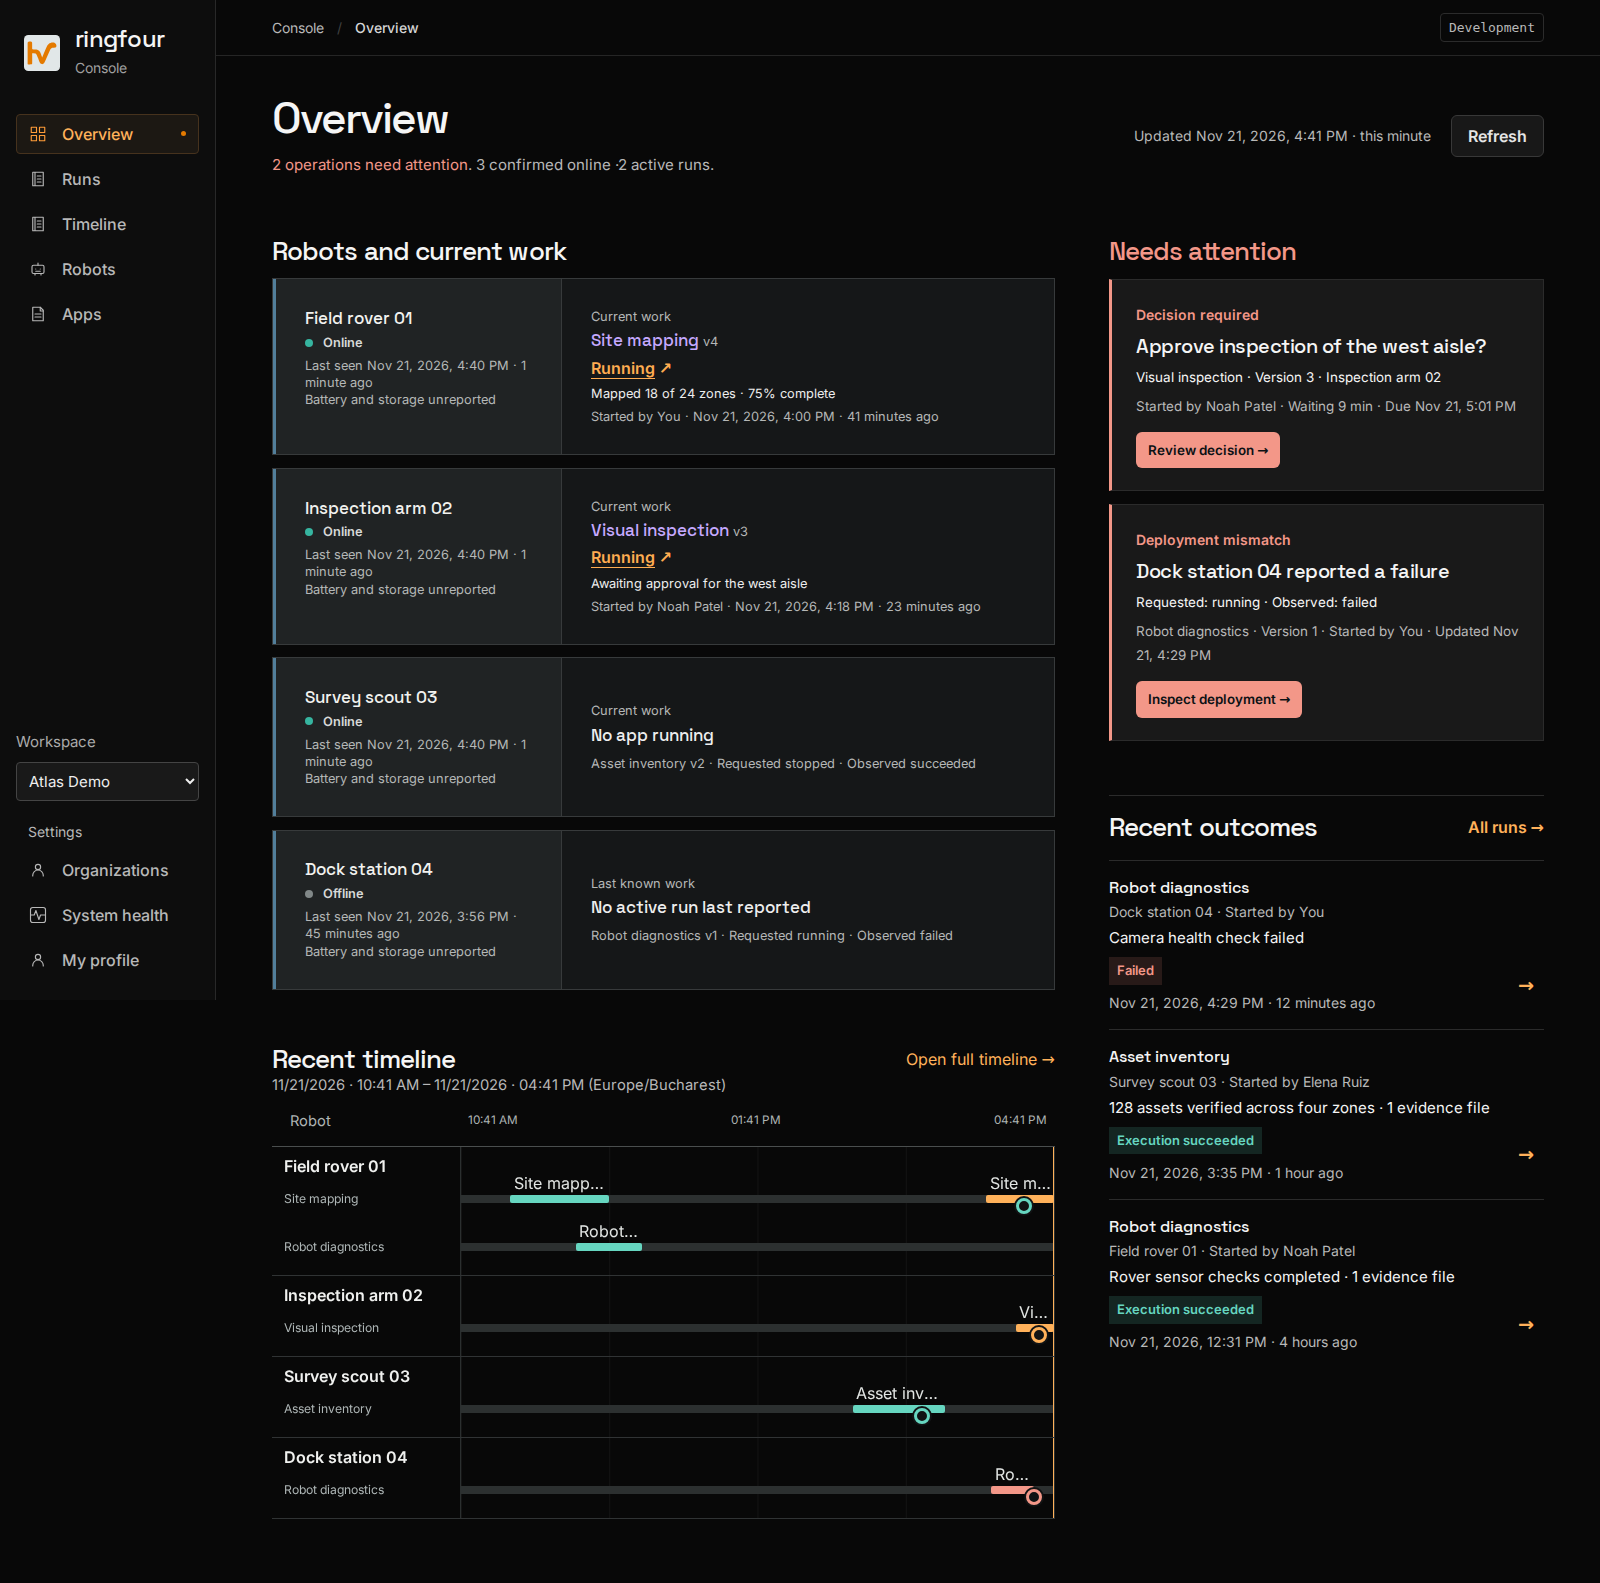 ringfour
Console
Overview
Runs
Timeline
Robots
Apps
Workspace
Atlas Demo
Settings
Organizations
System health
My profile
Console / Overview
Development
Overview
2 operations need attention. 3 confirmed online ·2 active runs.
Updated Nov 21, 2026, 4:41 PM · this minute
Refresh
Robots and current work
Field rover 01
Online
Last seen Nov 21, 2026, 4:40 PM · 1
minute ago
Battery and storage unreported
Current work
Site mapping v4
Running ↗
Mapped 18 of 24 zones · 75% complete
Started by You · Nov 21, 2026, 4:00 PM · 41 minutes ago
Inspection arm 02
Online
Last seen Nov 21, 2026, 4:40 PM · 1
minute ago
Battery and storage unreported
Current work
Visual inspection v3
Running ↗
Awaiting approval for the west aisle
Started by Noah Patel · Nov 21, 2026, 4:18 PM · 23 minutes ago
Survey scout 03
Online
Last seen Nov 21, 2026, 4:40 PM · 1
minute ago
Battery and storage unreported
Current work
No app running
Asset inventory v2 · Requested stopped · Observed succeeded
Dock station 04
Offline
Last seen Nov 21, 2026, 3:56 PM ·
45 minutes ago
Battery and storage unreported
Last known work
No active run last reported
Robot diagnostics v1 · Requested running · Observed failed
Recent timeline
Open full timeline →
11/21/2026 · 10:41 AM – 11/21/2026 · 04:41 PM (Europe/Bucharest)
Robot
10:41 AM
01:41 PM
04:41 PM
Field rover 01
Site mapping
Site mapp...
Site m...
Robot diagnostics
Robot...
Inspection arm 02
Visual inspection
Vi...
Survey scout 03
Asset inventory
Asset inv...
Dock station 04
Robot diagnostics
Ro...
Needs attention
Decision required
Approve inspection of the west aisle?
Visual inspection · Version 3 · Inspection arm 02
Started by Noah Patel · Waiting 9 min · Due Nov 21, 5:01 PM
Review decision →
Deployment mismatch
Dock station 04 reported a failure
Requested: running · Observed: failed
Robot diagnostics · Version 1 · Started by You · Updated Nov
21, 4:29 PM
Inspect deployment →
Recent outcomes
All runs →
Robot diagnostics
Dock station 04 · Started by You
Camera health check failed
Failed
Nov 21, 2026, 4:29 PM · 12 minutes ago
→
Asset inventory
Survey scout 03 · Started by Elena Ruiz
128 assets verified across four zones · 1 evidence file
Execution succeeded
Nov 21, 2026, 3:35 PM · 1 hour ago
→
Robot diagnostics
Field rover 01 · Started by Noah Patel
Rover sensor checks completed · 1 evidence file
Execution succeeded
Nov 21, 2026, 12:31 PM · 4 hours ago
→